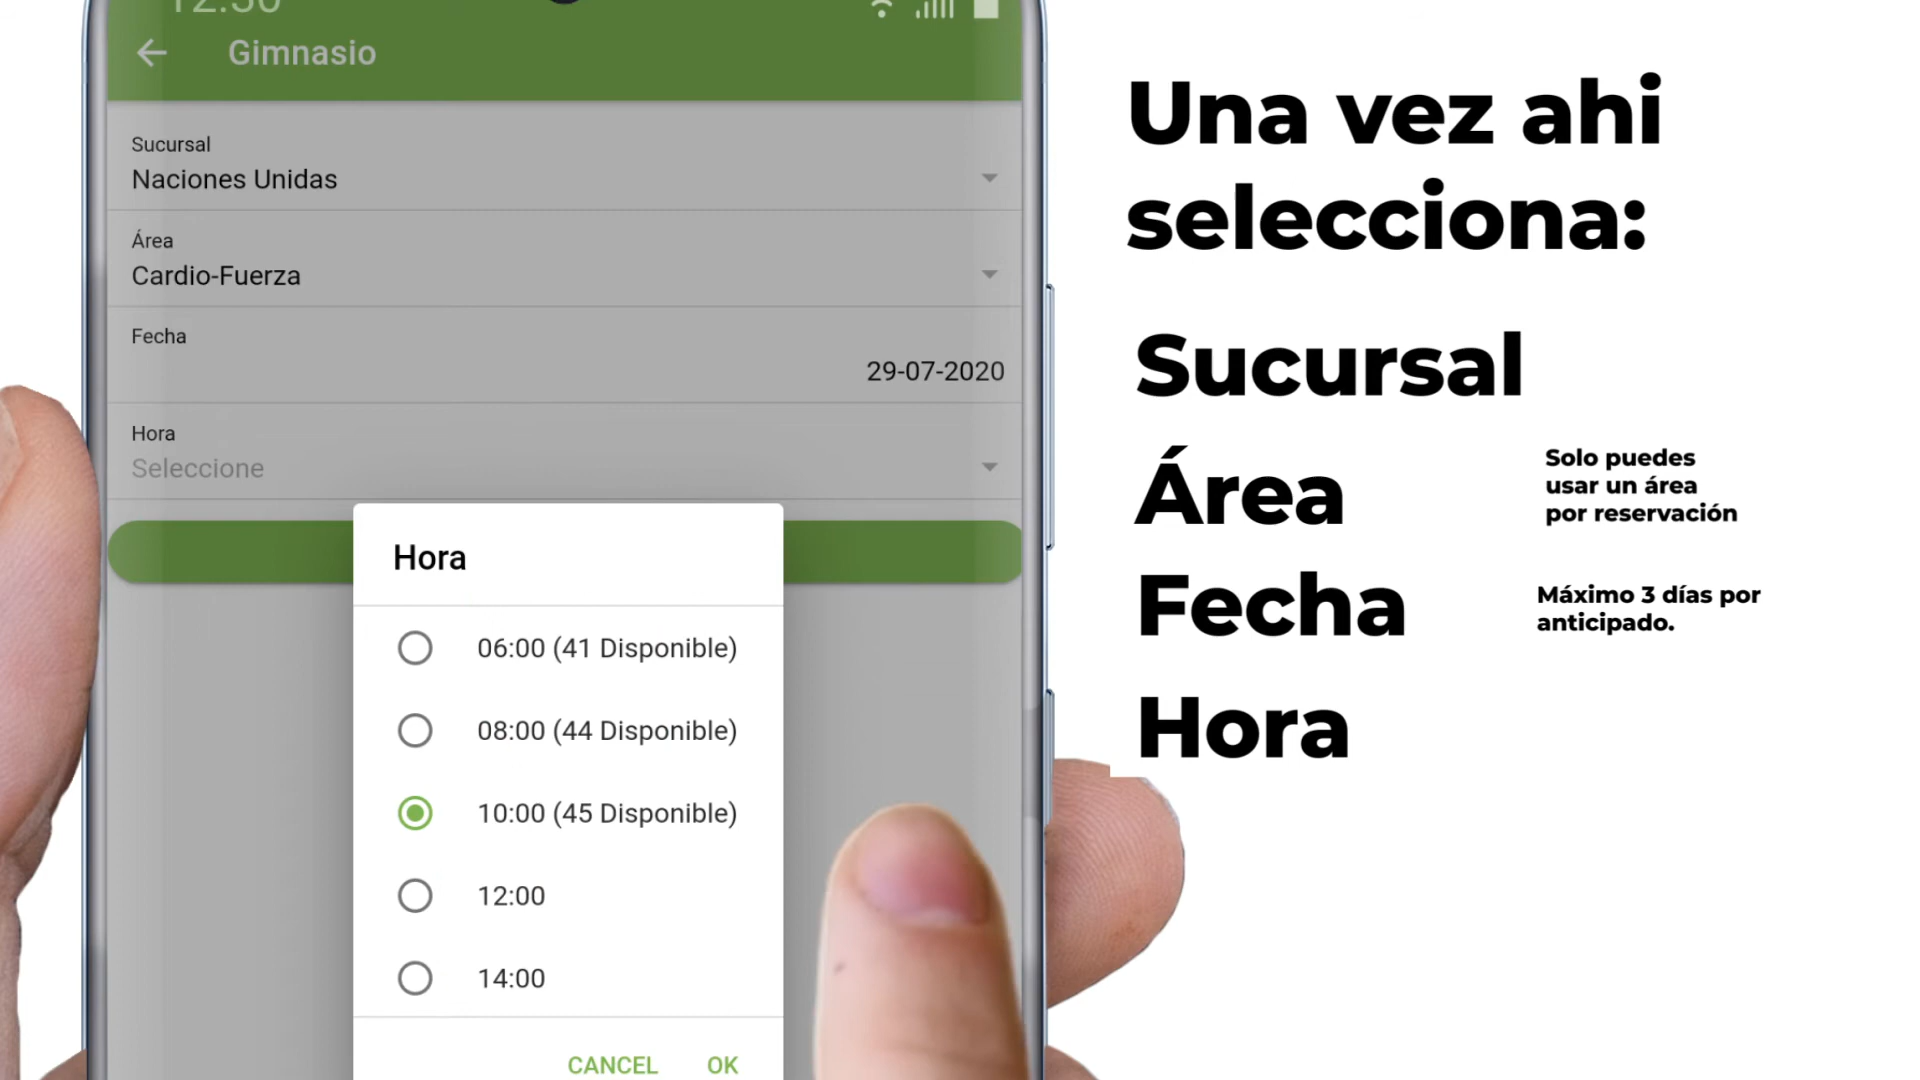 12:50
Gimnasio
Sucursal
Naciones Unidas
Área
Cardio-Fuerza
Fecha
29-07-2020
Hora
Seleccione
Hora
06:00 (41 Disponible)
08:00 (44 Disponible)
10:00 (45 Disponible)
12:00
14:00
CANCEL
OK
Una vez ahi
selecciona:
Sucursal
Área
Solo puedes
usar un área
por reservación
Fecha
Máximo 3 días por
anticipado.
Hora